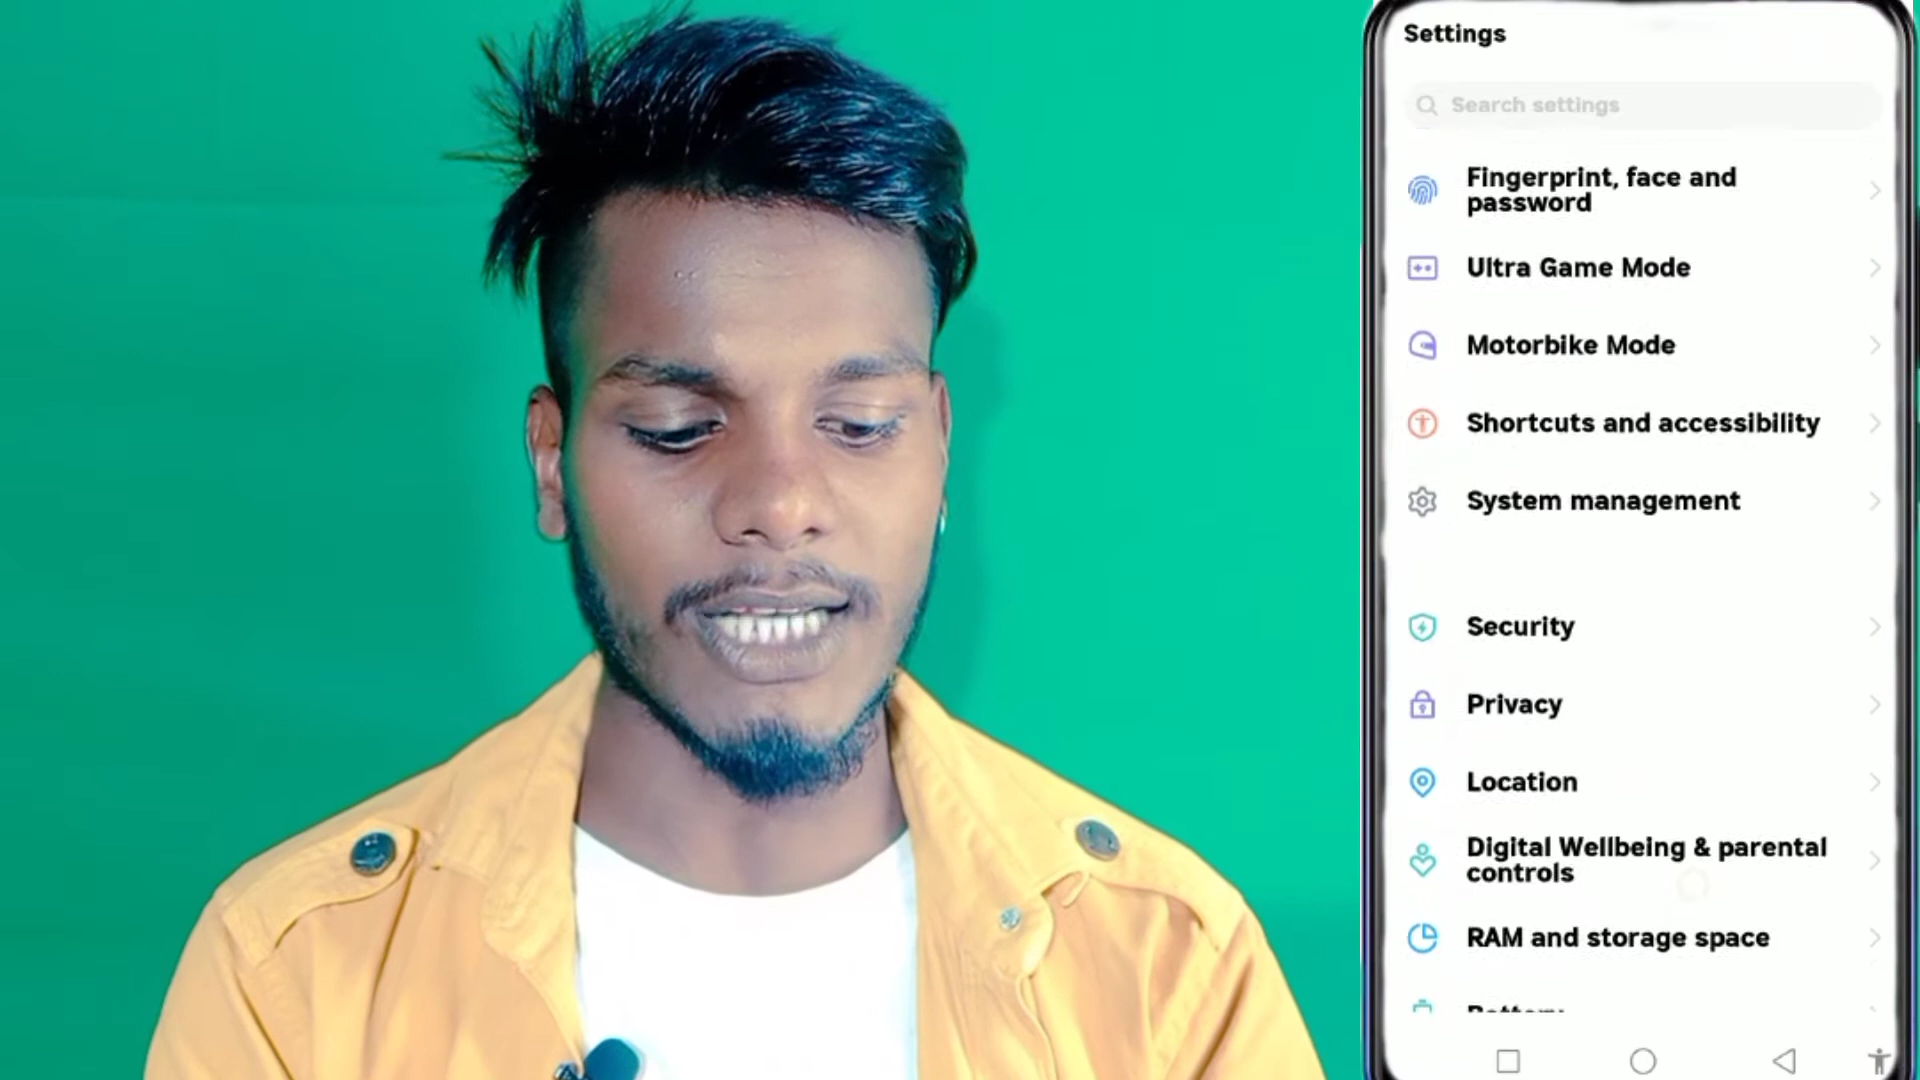 Settings
Search settings
Fingerprint, face and
password
Ultra Game Mode
Motorbike Mode
Shortcuts and accessibility
System management
Security
Privacy
Location
Digital Wellbeing & parental
controls
RAM and storage space